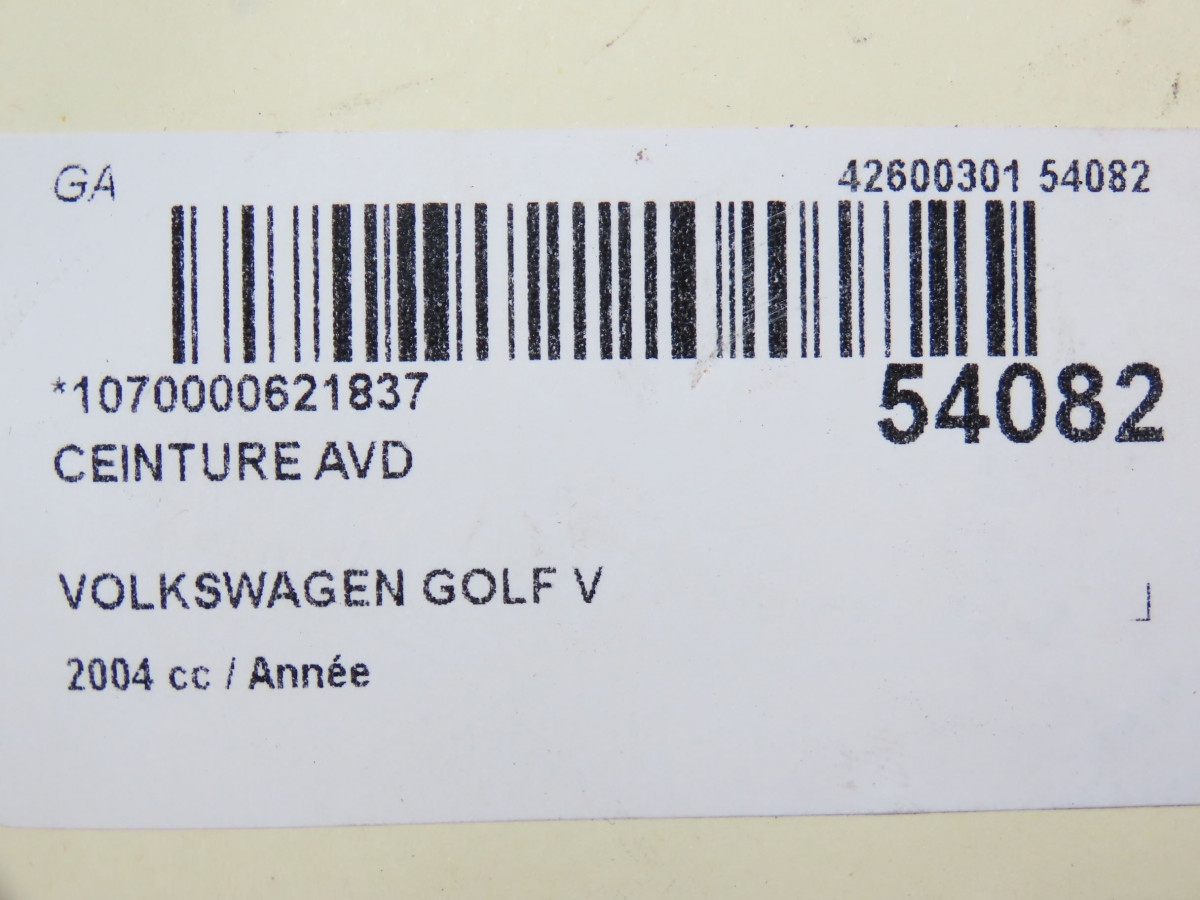 GA
42600301 54082
*1070000621837
54082
CEINTURE AVD
VOLKSWAGEN GOLF V
2004 cc / Année